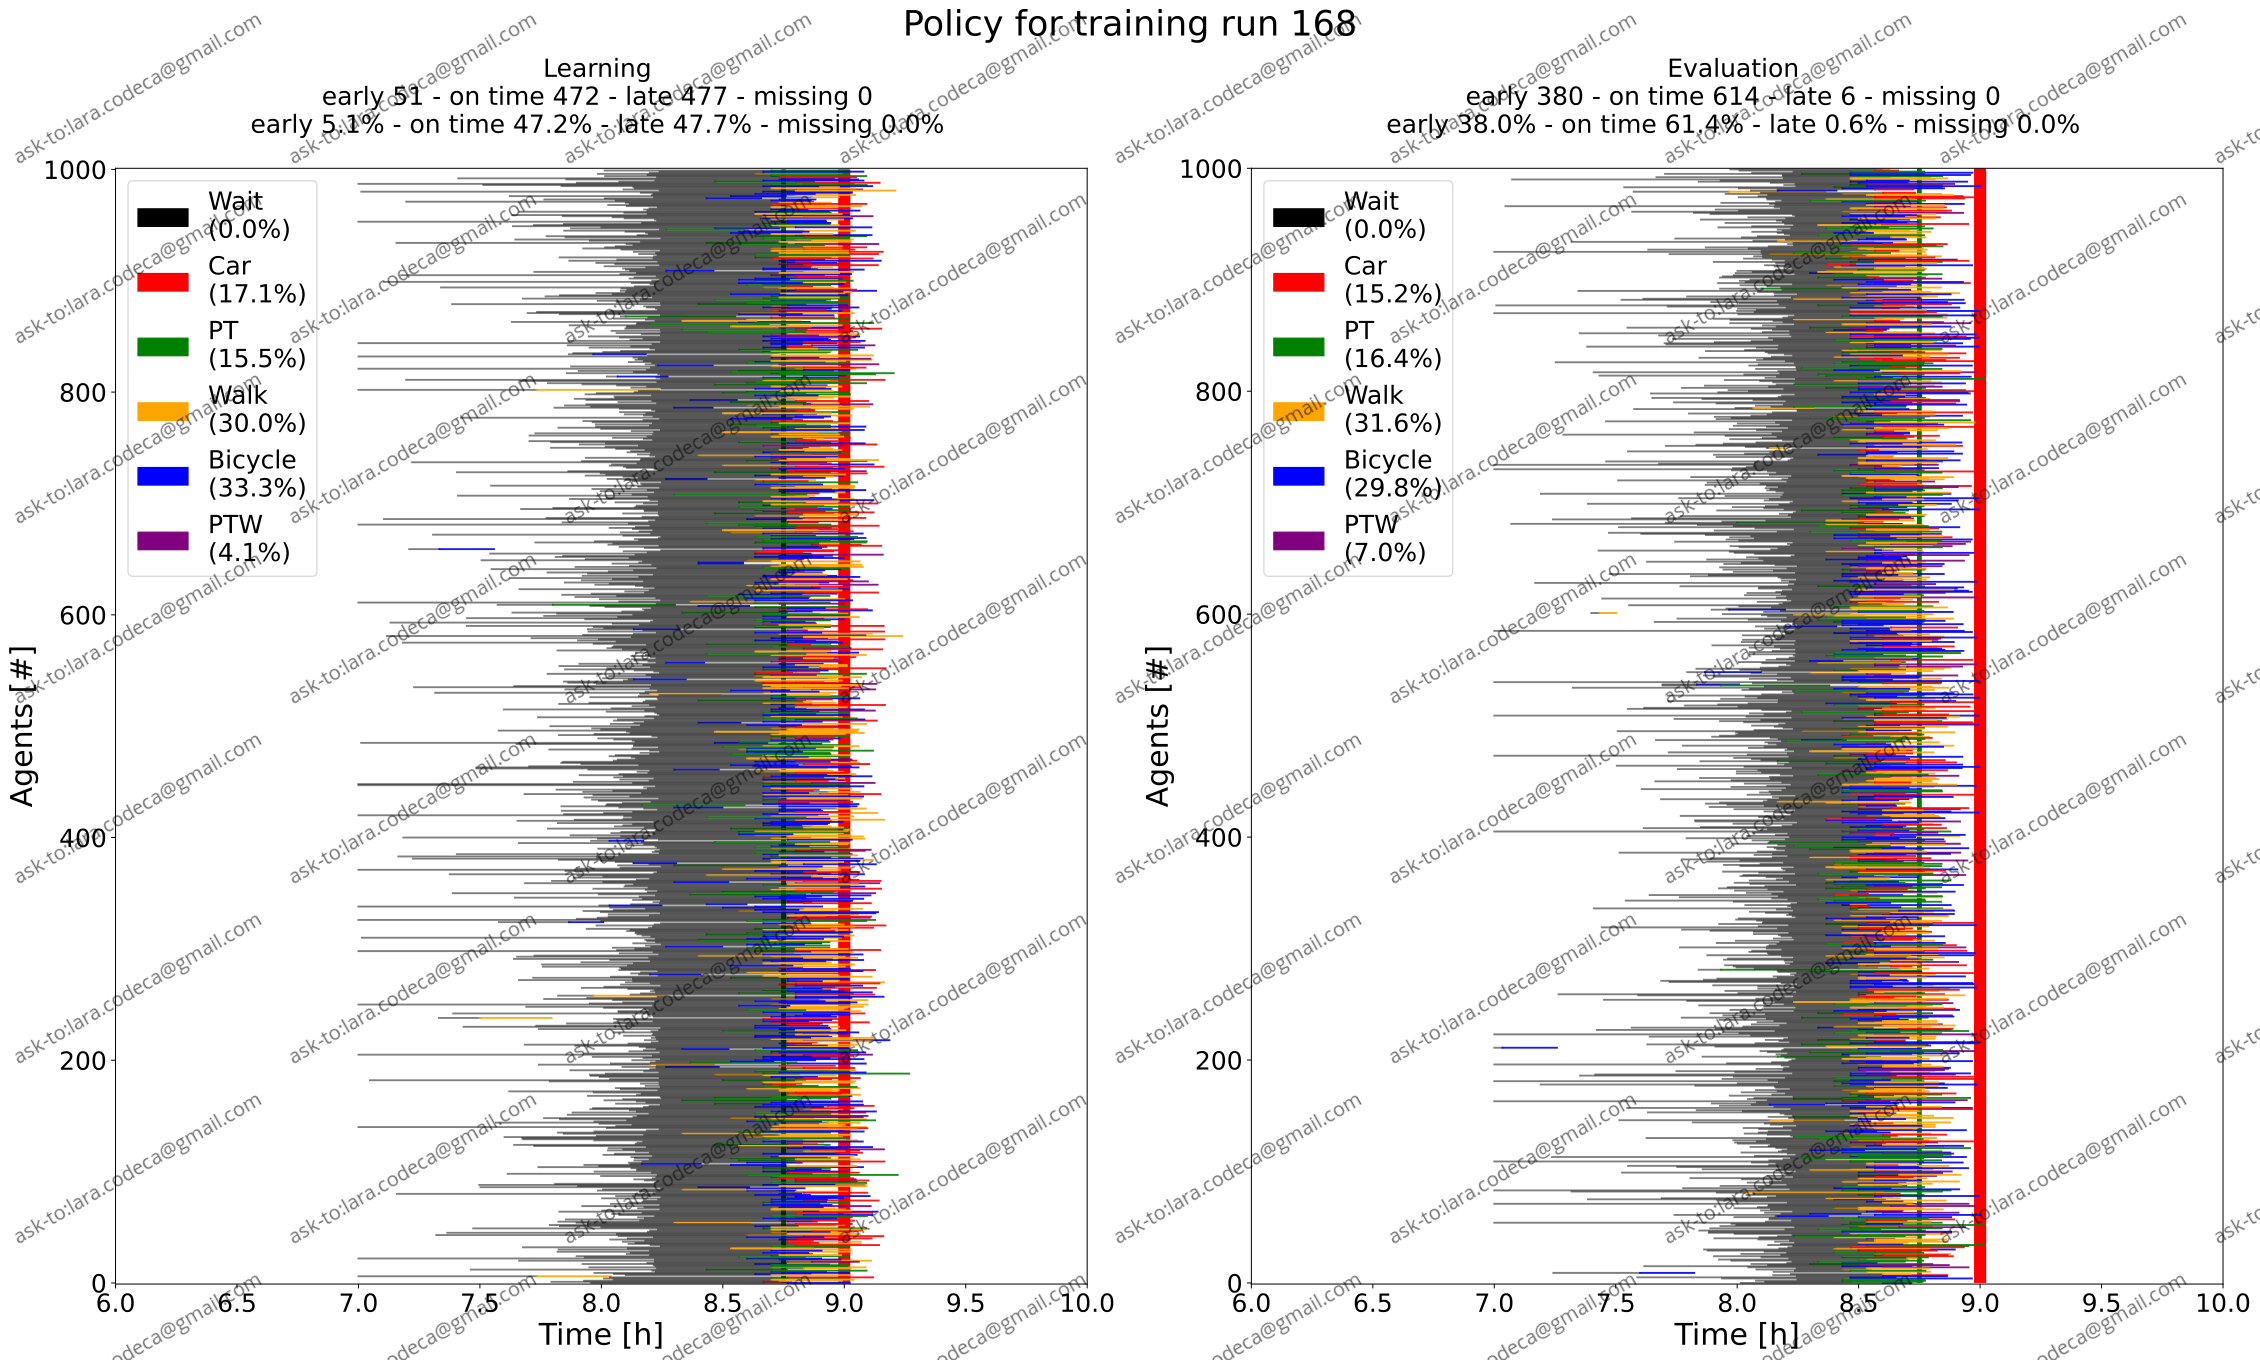 Policy for training run 168
Learning
early 51 - on time 472 - late 477 - missing 0
early 5.1% - on time 47.2% - late 47.7% - missing 0.0%
Wait
(0.0%)
Car
(17.1%)
PT
(15.5%)
Walk
(30.0%)
Bicycle
(33.3%)
PTW
(4.1%)
1000
800
600
400
200
0
Agents [#]
6.0 6.5 7.0 7.5 8.0 8.5 9.0 9.5 10.0
Time [h]
Evaluation
early 380 - on time 614 - late 6 - missing 0
early 38.0% - on time 61.4% - late 0.6% - missing 0.0%
Wait
(0.0%)
Car
(15.2%)
PT
(16.4%)
Walk
(31.6%)
Bicycle
(29.8%)
PTW
(7.0%)
1000
800
600
400
200
0
Agents [#]
6.0 6.5 7.0 7.5 8.0 8.5 9.0 9.5 10.0
Time [h]
ask-to:lara.codeca@gmail.com